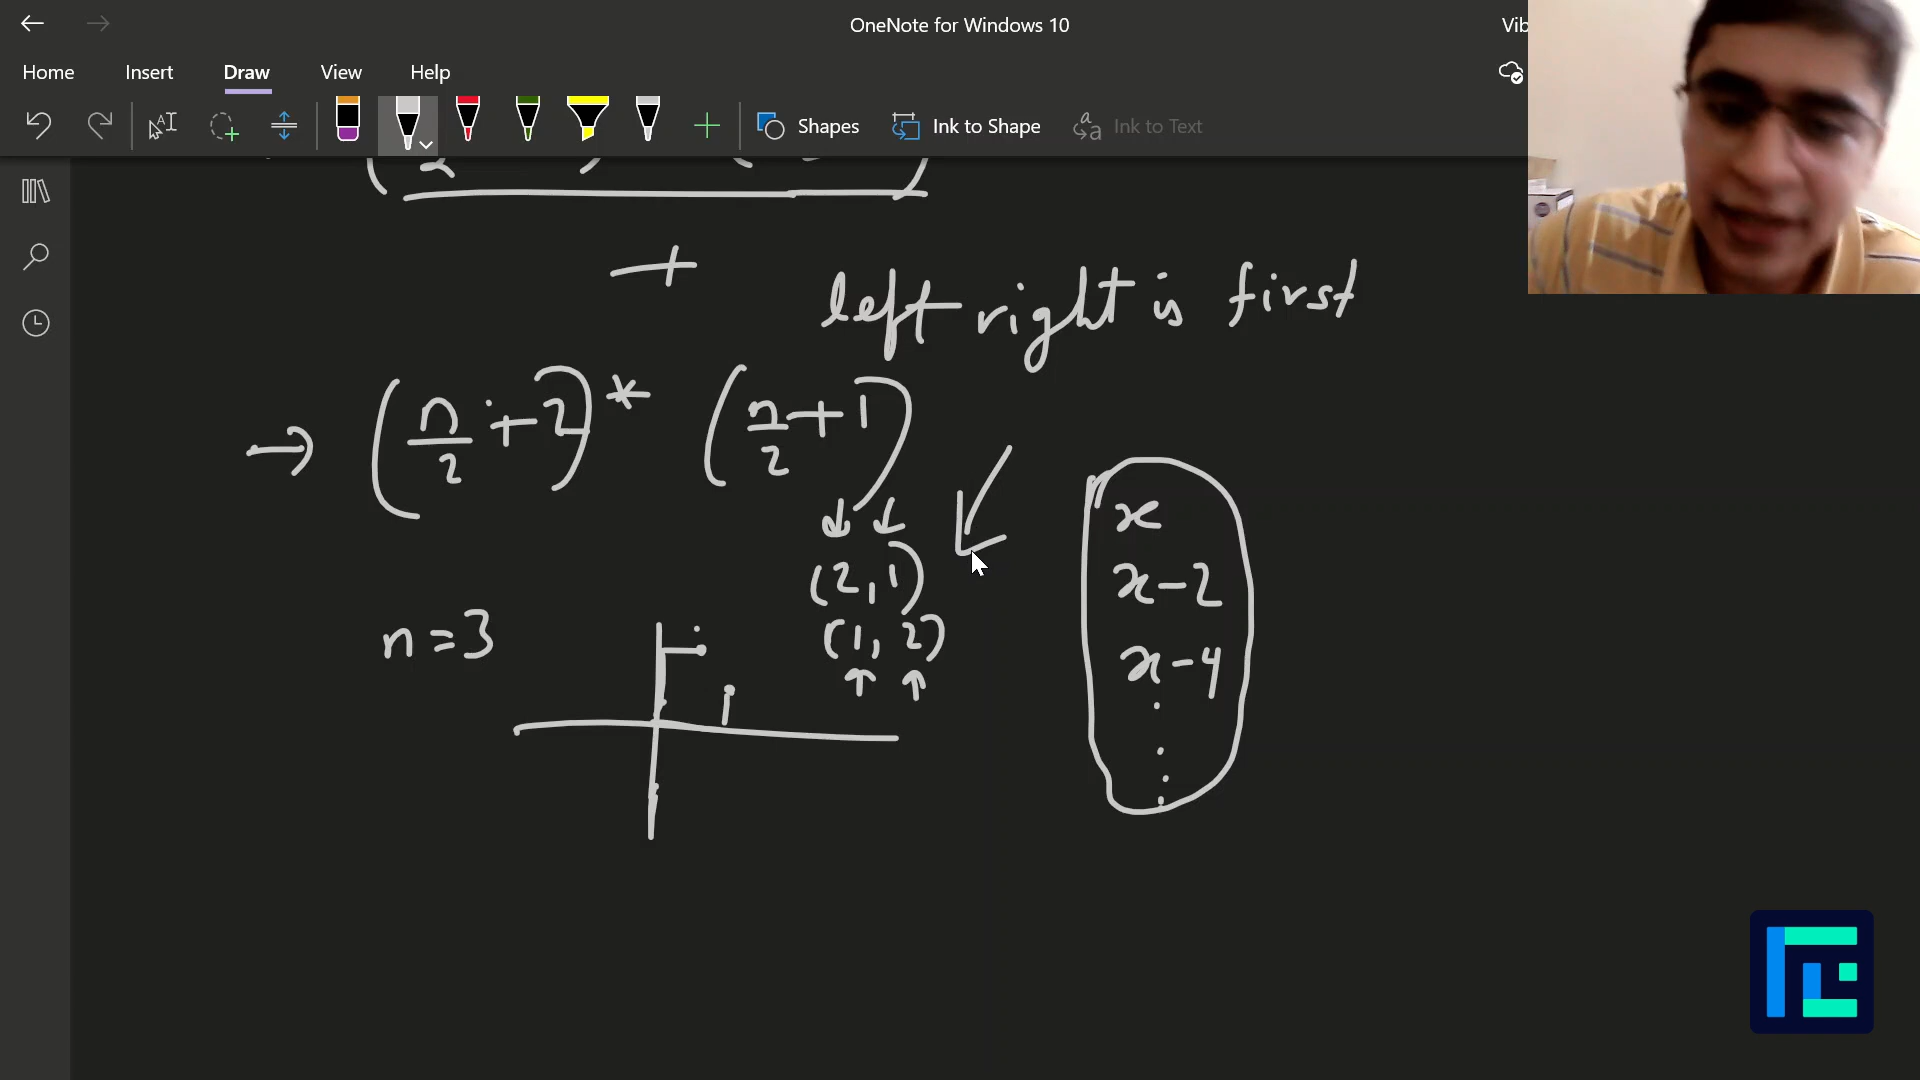 OneNote for Windows 10
Vib
Home Insert Draw View Help
Shapes Ink to Shape Ink to Text
+
left right is first
→ (n/2 + 2) * (n/2 + 1)
x
(2, 1)
x - 2
n = 3
(1, 2)
x - 4